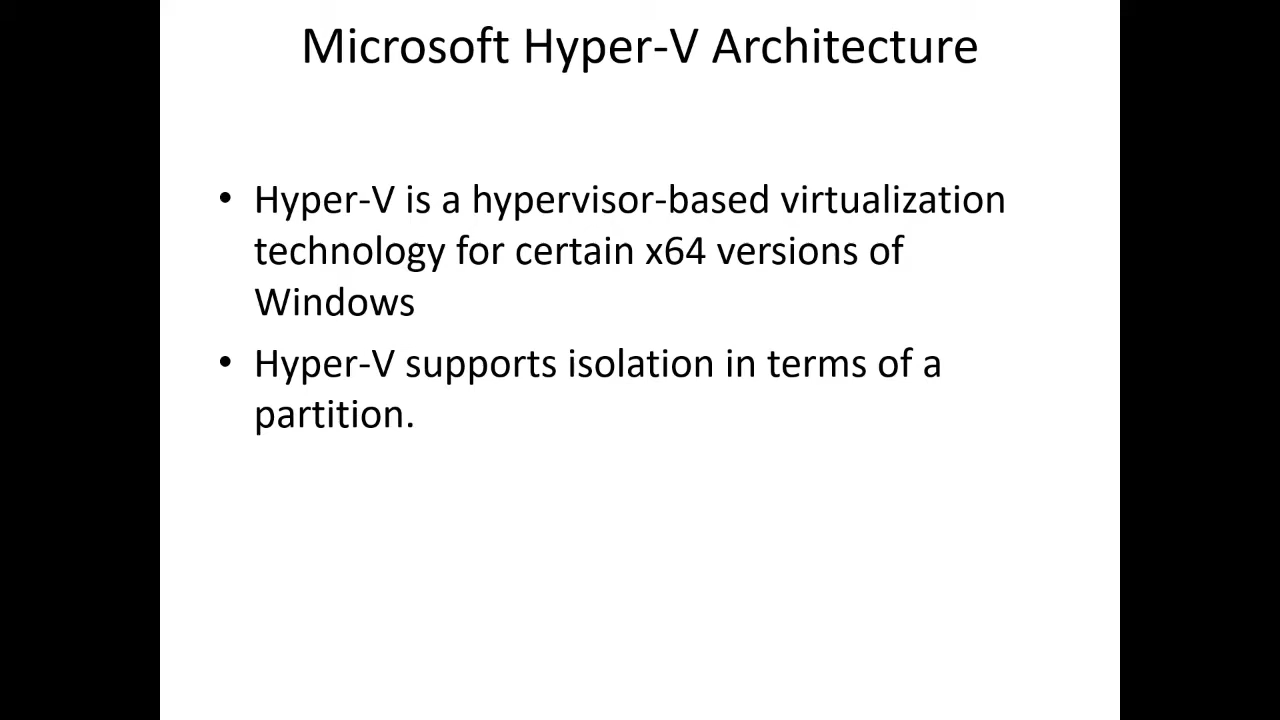 Microsoft Hyper-V Architecture
• Hyper-V is a hypervisor-based virtualization
technology for certain x64 versions of
Windows
• Hyper-V supports isolation in terms of a
partition.